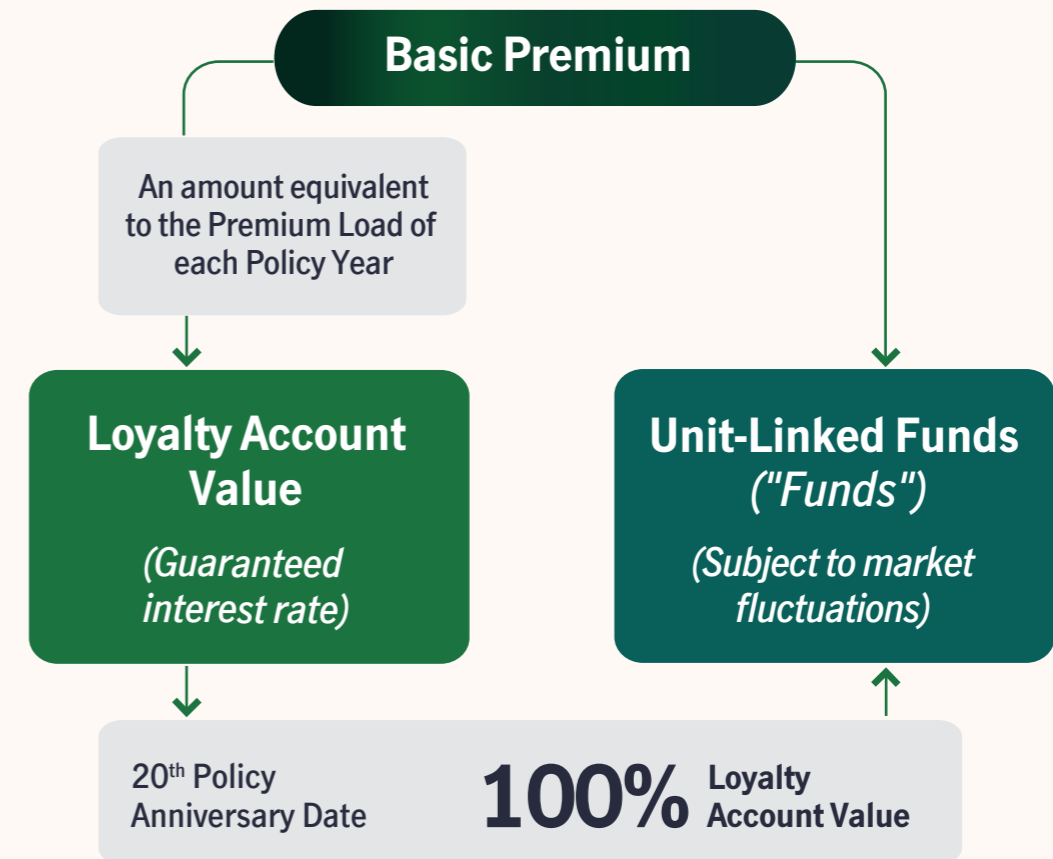 Basic Premium
An amount equivalent
to the Premium Load of
each Policy Year
Loyalty Account
Value
(Guaranteed
interest rate)
Unit-Linked Funds
("Funds")
(Subject to market
fluctuations)
20th Policy
Anniversary Date
100%
Loyalty
Account Value